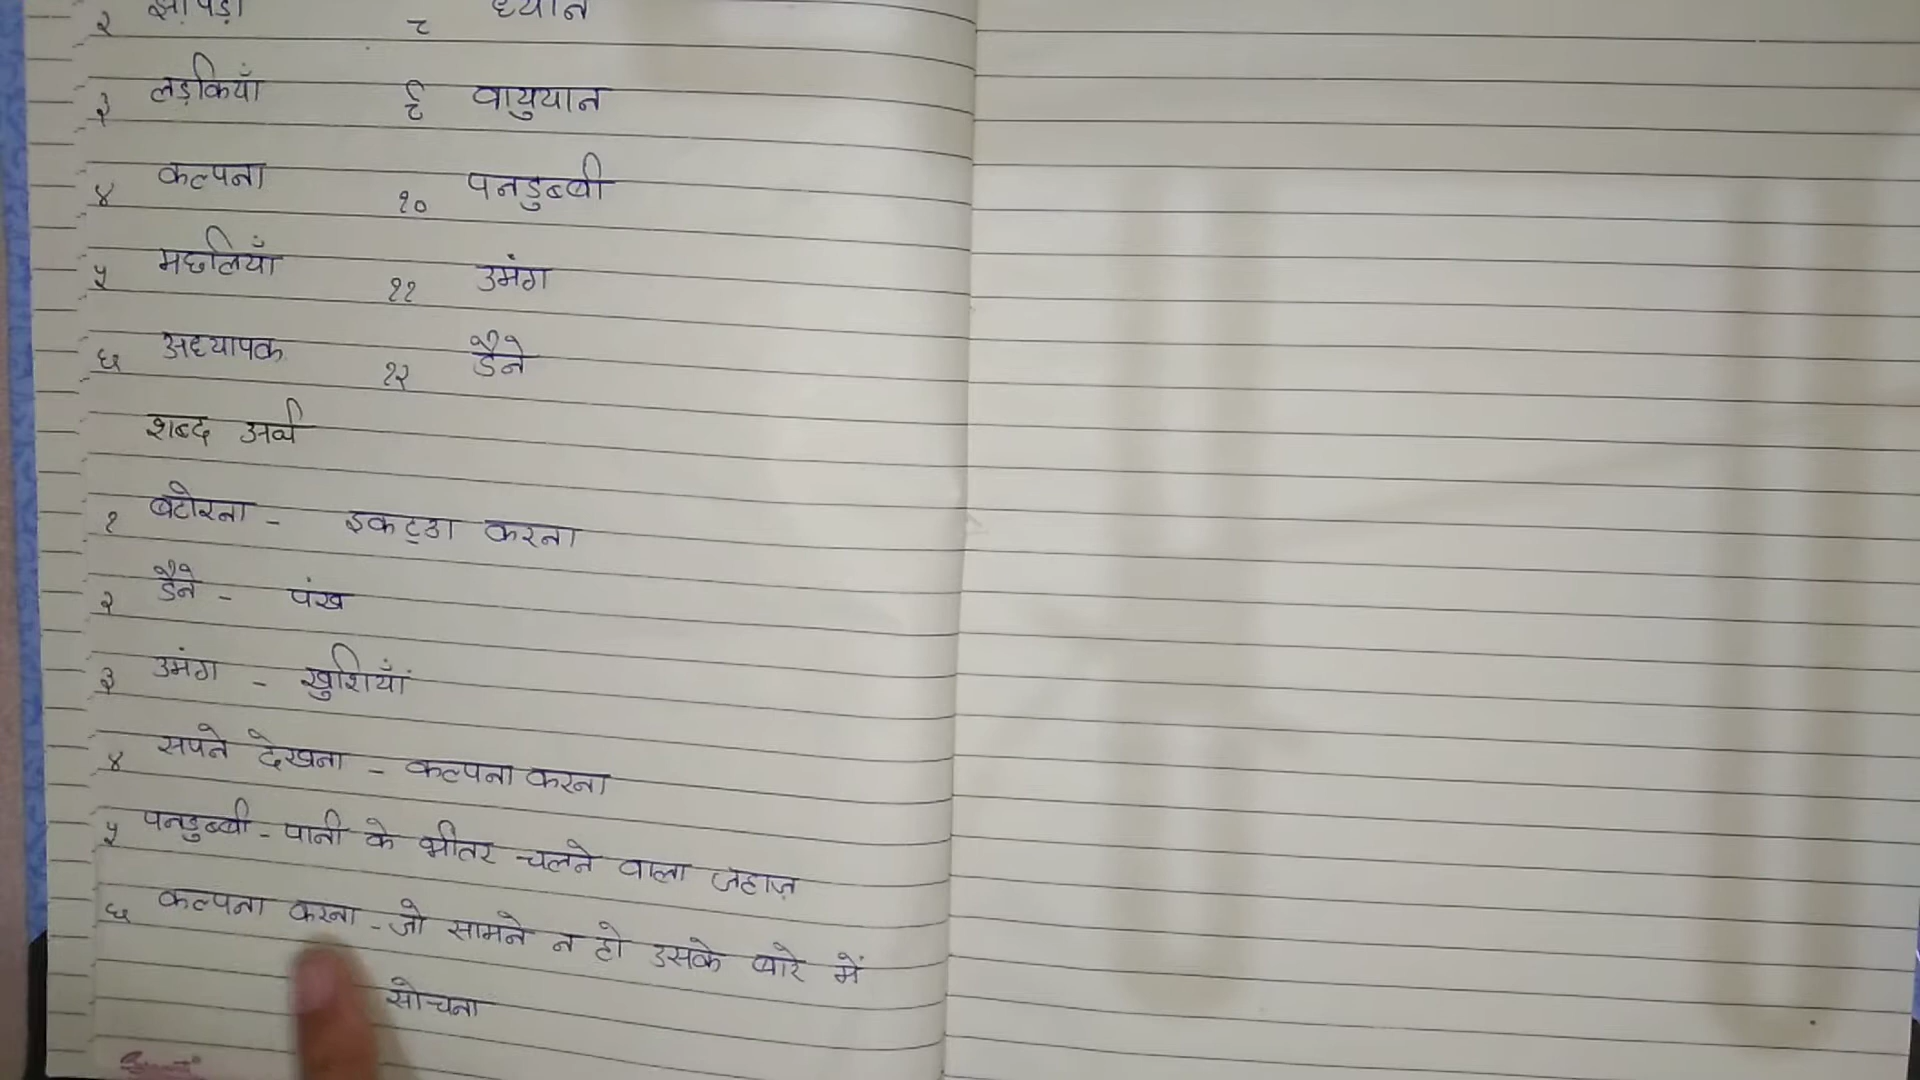 २ झोंपड़ी ८ ध्यान
३ लड़कियाँ ९ वायुयान
४ कल्पना १० पनडुब्बी
५ मछलियाँ ११ उमंग
६ अध्यापक १२ डैने
शब्द अर्थ
१ बटोरना - इकट्ठा करना
२ डैने - पंख
३ उमंग - खुशियाँ
४ सपने देखना - कल्पना करना
५ पनडुब्बी - पानी के भीतर चलने वाला जहाज़
६ कल्पना करना - जो सामने न हो उसके बारे में
सोचना